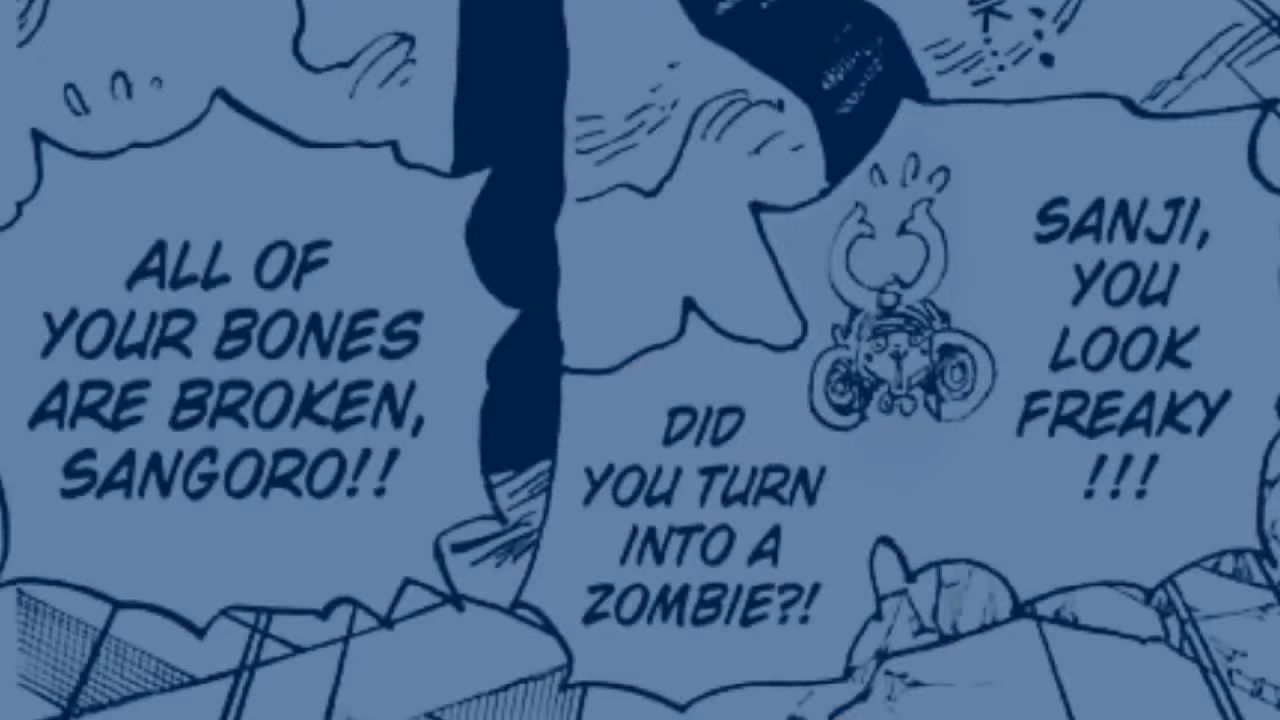 SANJI,
YOU
LOOK
FREAKY
!!!
DID
YOU TURN
INTO A
ZOMBIE?!
ALL OF
YOUR BONES
ARE BROKEN,
SANGORO!!